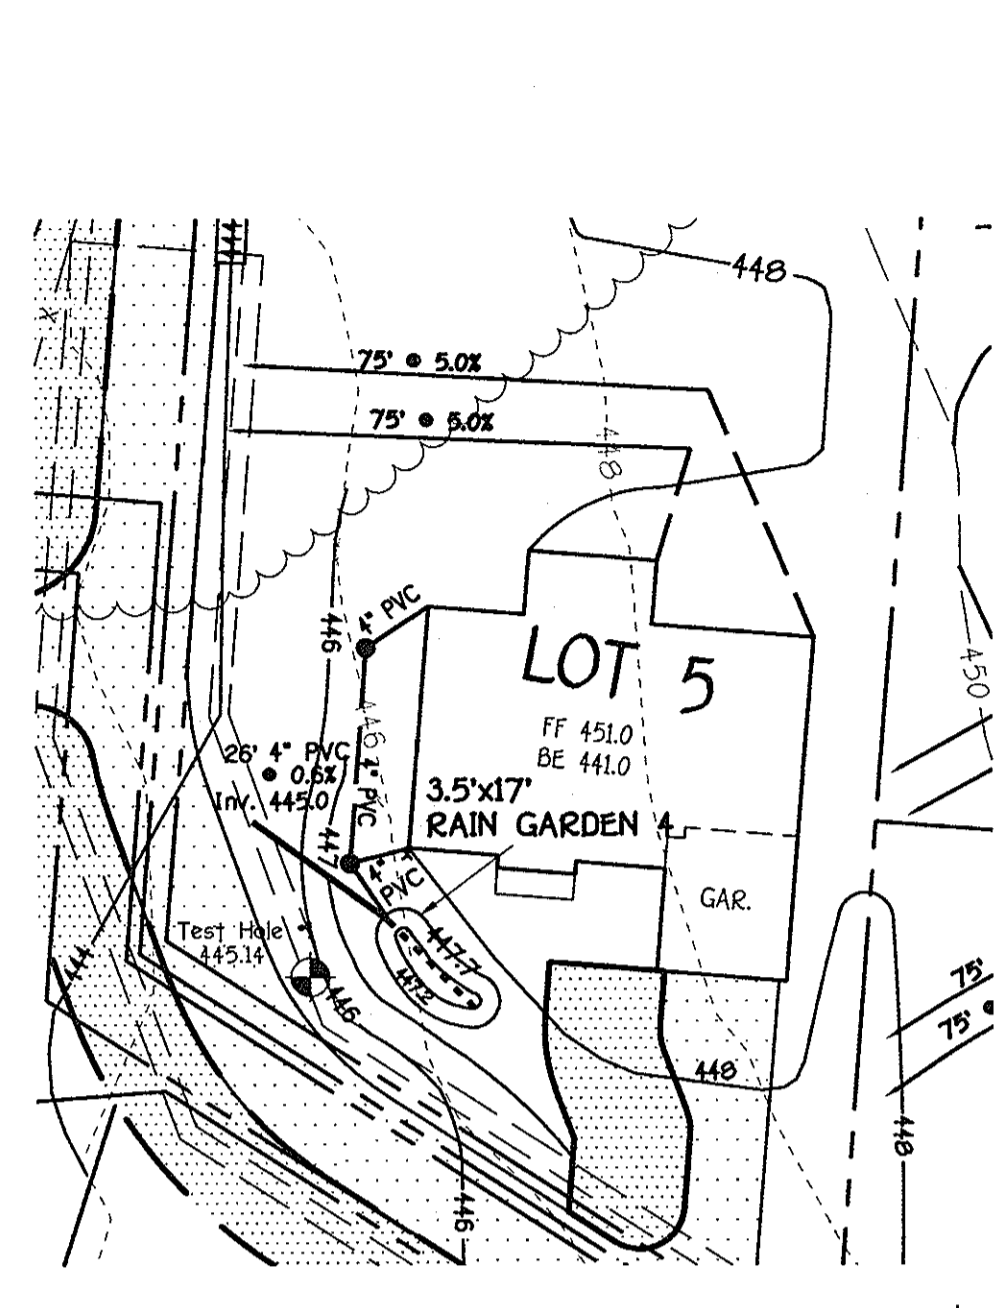 444
448
75' @ 5.0%
75' @ 5.0%
448
4" PVC
446
LOT 5
450
446
FF 451.0
BE 441.0
26' 4" PVC
@ 0.6%
Inv. 445.0
4" PVC
3.5'x17'
RAIN GARDEN 4
447
4"
PVC
GAR.
Test Hole
445.14
447.7
447.2
444
446
75'
75' @
448
448
446